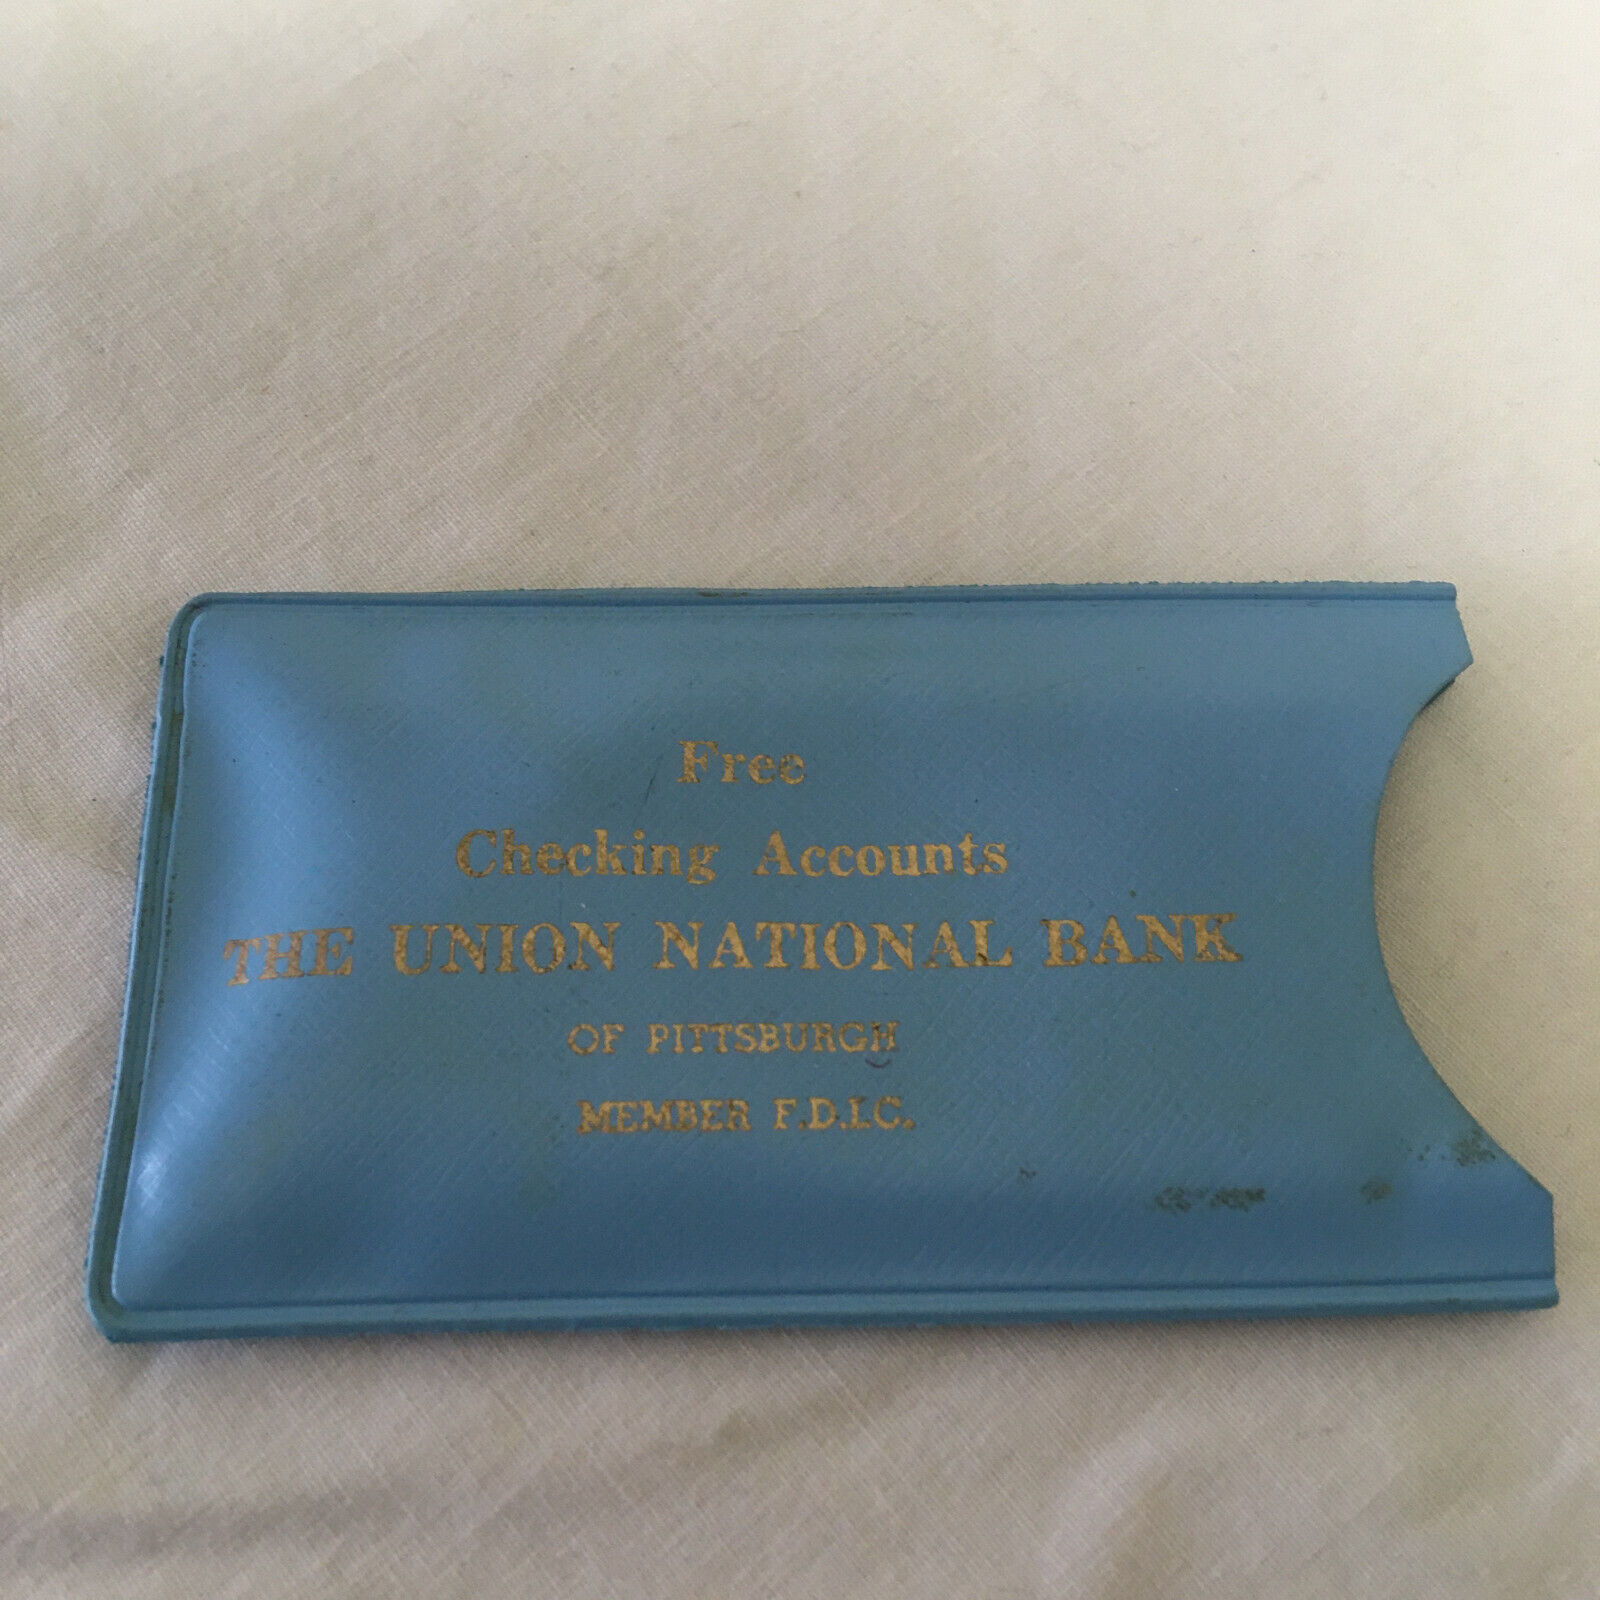 Free
Checking Accounts
THE UNION NATIONAL BANK
OF PITTSBURGH
MEMBER F.D.I.C.